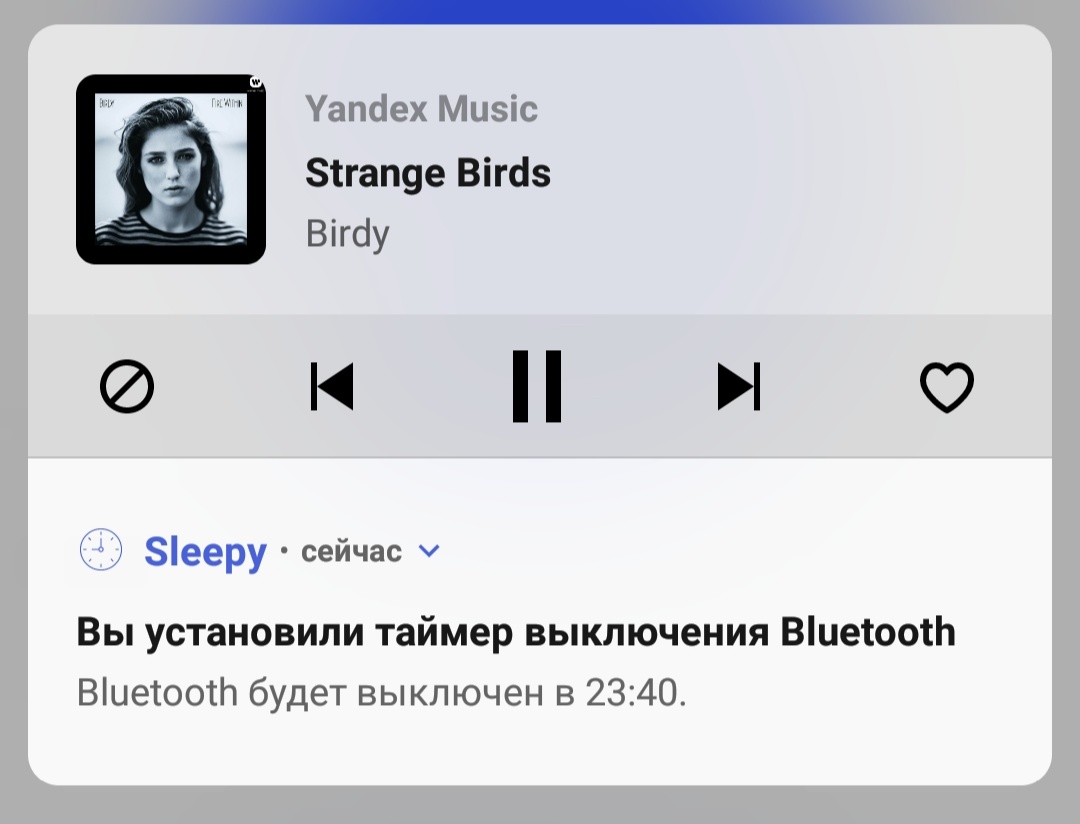 BIRDY FIRE WITHIN
Yandex Music
Strange Birds
Birdy
Sleepy • сейчас
Вы установили таймер выключения Bluetooth
Bluetooth будет выключен в 23:40.